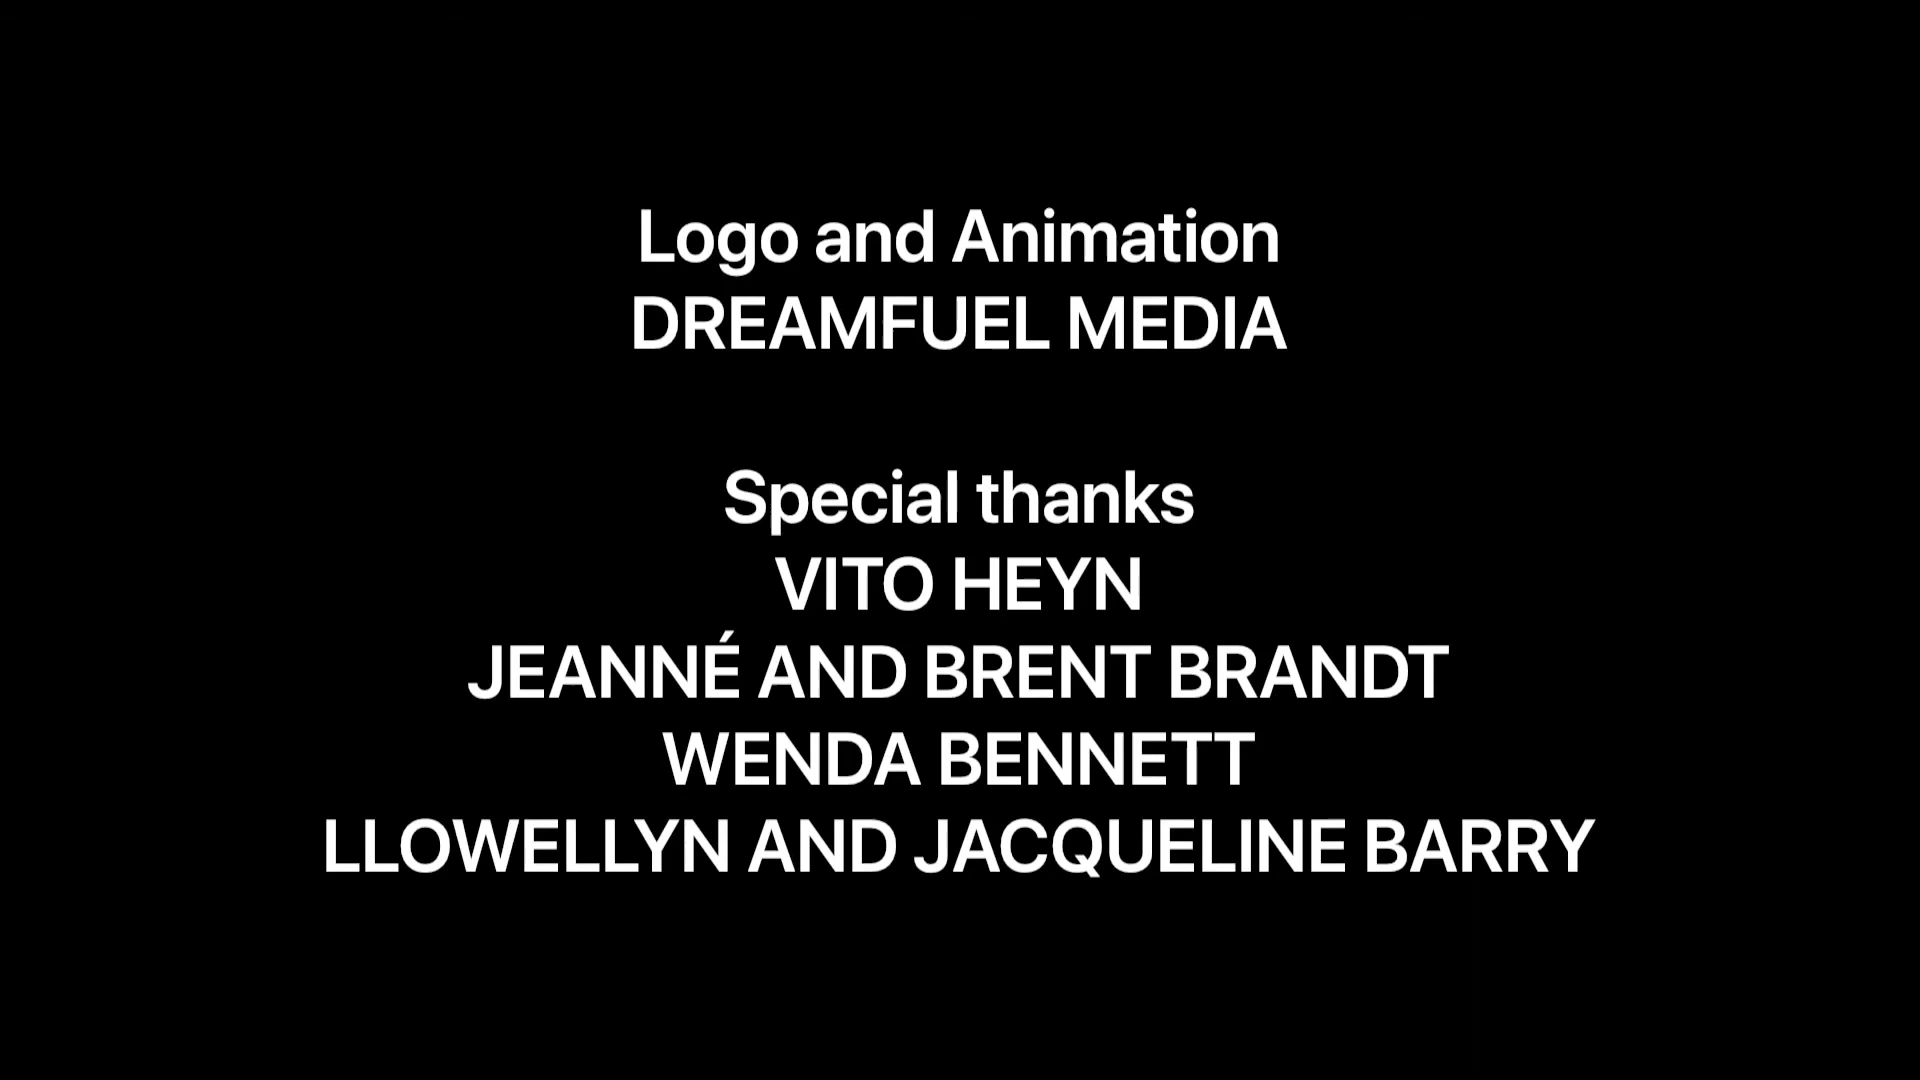 Logo and Animation
DREAMFUEL MEDIA
Special thanks
VITO HEYN
JEANNÉ AND BRENT BRANDT
WENDA BENNETT
LLOWELLYN AND JACQUELINE BARRY